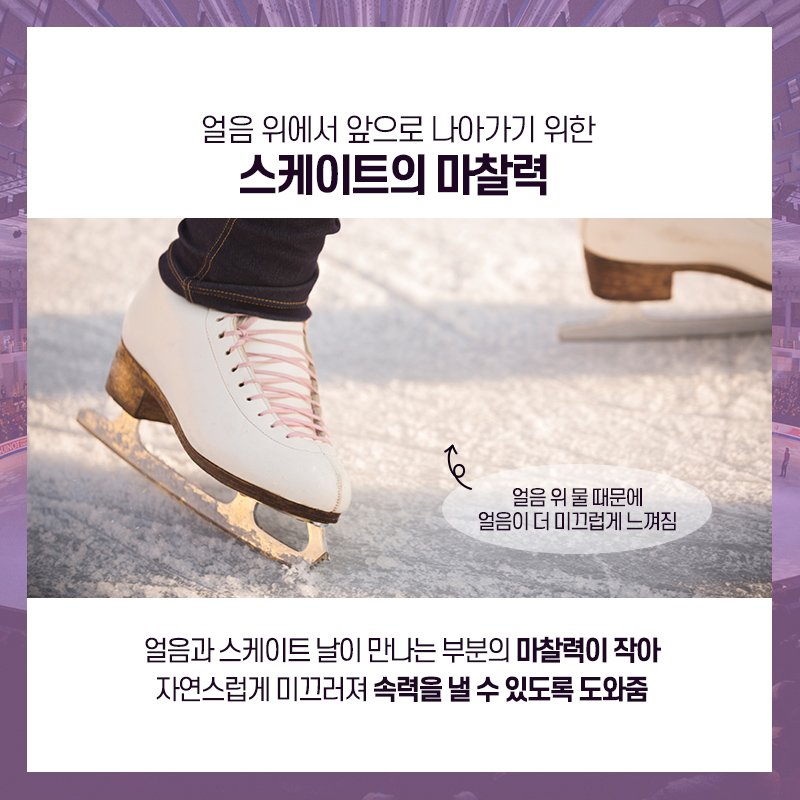 얼음 위에서 앞으로 나아가기 위한
스케이트의 마찰력
얼음 위 물 때문에
얼음이 더 미끄럽게 느껴짐
얼음과 스케이트 날이 만나는 부분의 마찰력이 작아
자연스럽게 미끄러져 속력을 낼 수 있도록 도와줌